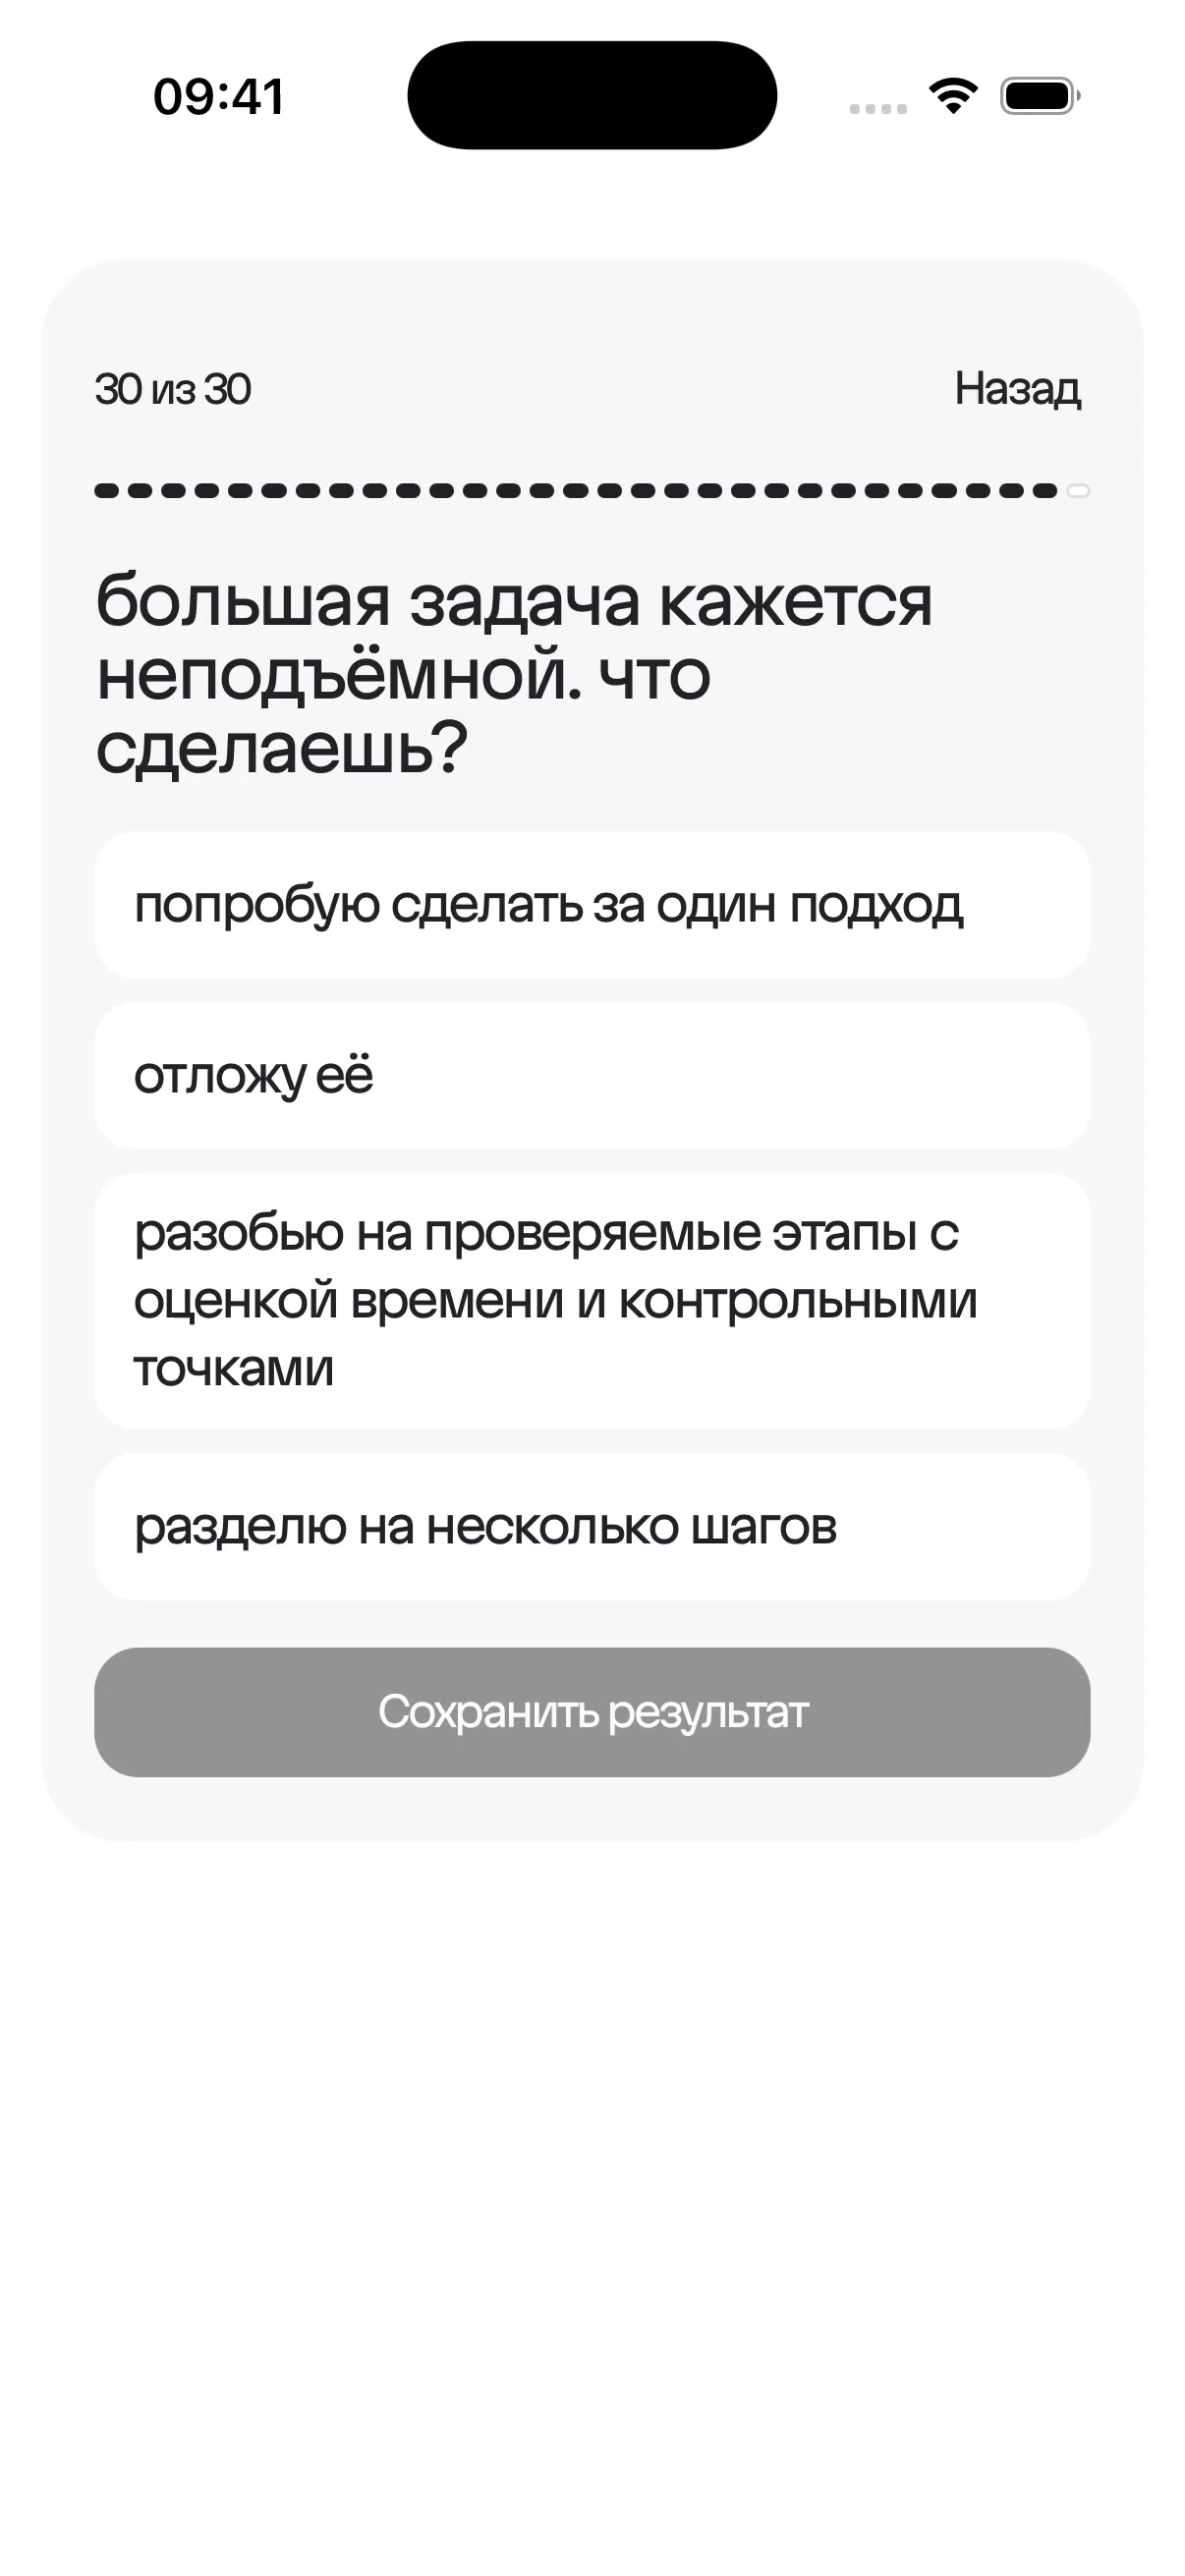 09:41
30 из 30
Назад
большая задача кажется
неподъёмной. что
сделаешь?
попробую сделать за один подход
отложу её
разобью на проверяемые этапы с
оценкой времени и контрольными
точками
разделю на несколько шагов
Сохранить результат